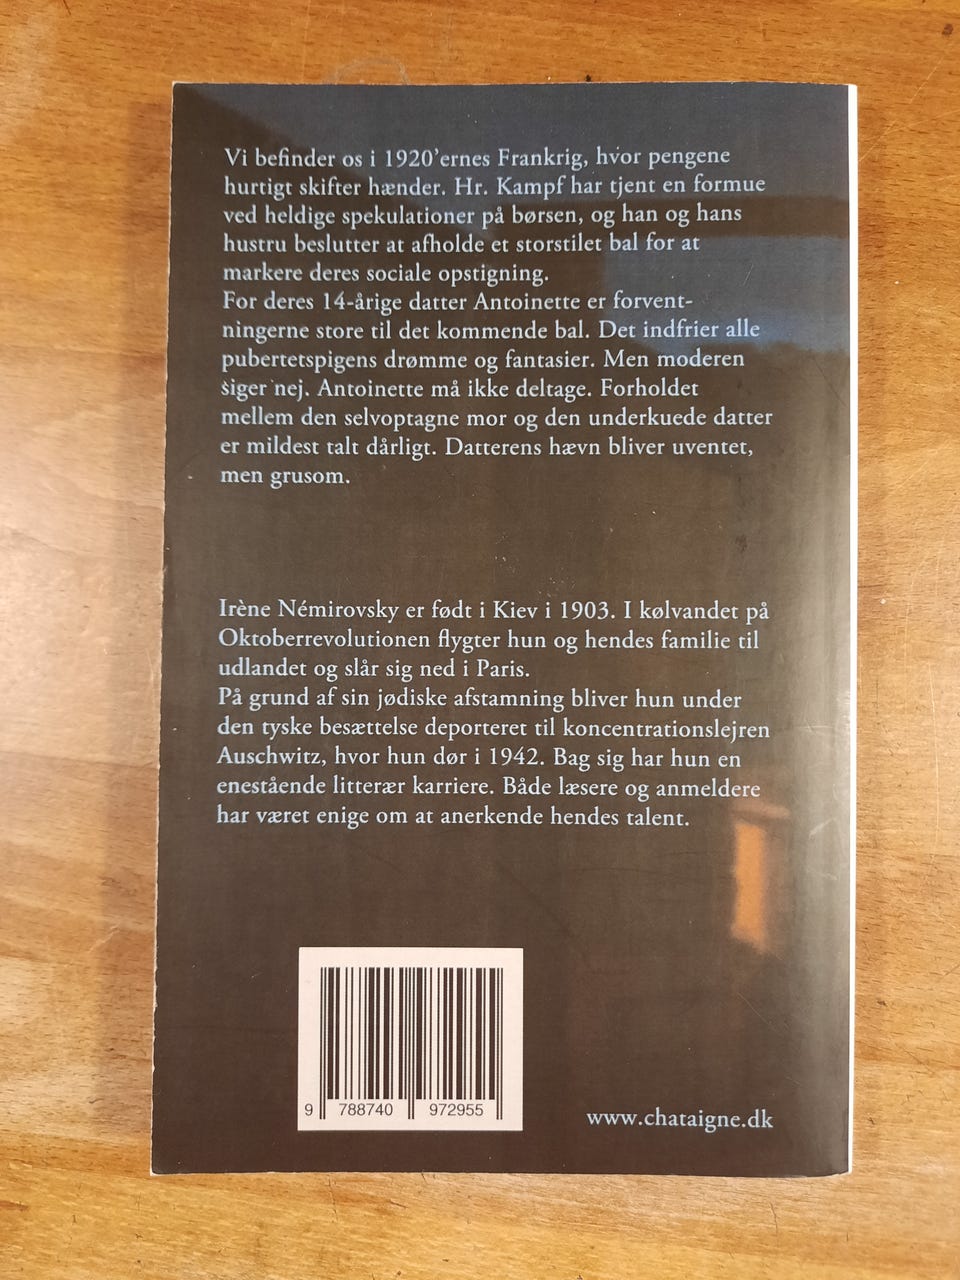 Vi befinder os i 1920'ernes Frankrig, hvor pengene
hurtigt skifter hænder. Hr. Kampf har tjent en formue
ved heldige spekulationer på børsen, og han og hans
hustru beslutter at afholde et storstilet bal for at
markere deres sociale opstigning.
For deres 14-årige datter Antoinette er forvent-
ningerne store til det kommende bal. Det indfrier alle
pubertetspigens drømme og fantasier. Men moderen
siger nej. Antoinette må ikke deltage. Forholdet
mellem den selvoptagne mor og den underkuede datter
er mildest talt dårligt. Datterens hævn bliver uventet,
men grusom.
Irène Némirovsky er født i Kiev i 1903. I kølvandet på
Oktoberrevolutionen flygter hun og hendes familie til
udlandet og slår sig ned i Paris.
På grund af sin jødiske afstamning bliver hun under
den tyske besættelse deporteret til koncentrationslejren
Auschwitz, hvor hun dør i 1942. Bag sig har hun en
enestående litterær karriere. Både læsere og anmeldere
har været enige om at anerkende hendes talent.
9 788740 972955
www.chataigne.dk